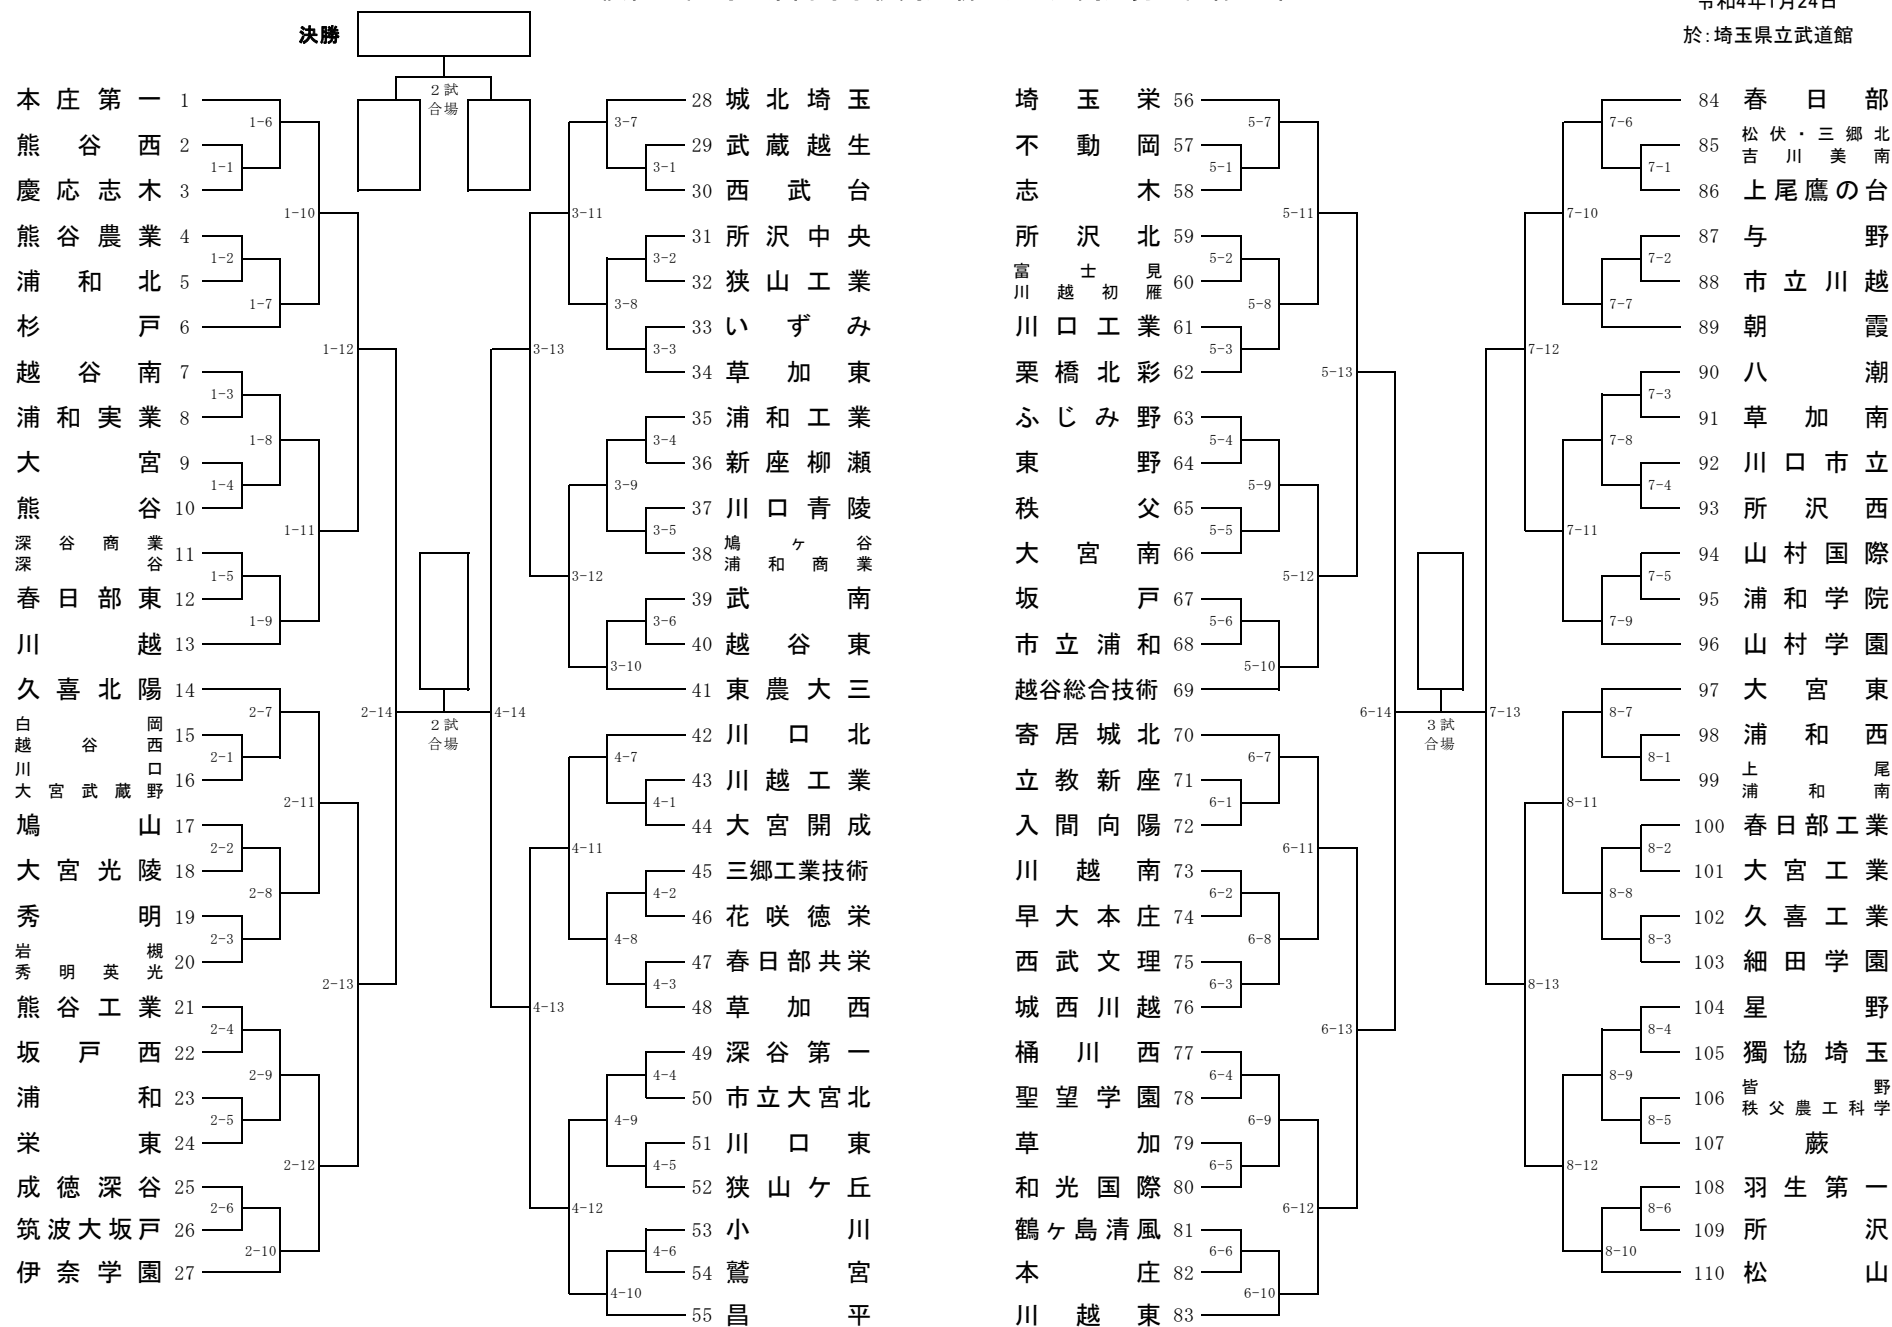 令和4年1月24日
於:埼玉県立武道館
決勝
2試
合場
本庄第一 1
熊谷西 2
慶応志木 3
熊谷農業 4
浦和北 5
杉戸 6
越谷南 7
浦和実業 8
大宮 9
熊谷 10
深谷商業
深谷
11
春日部東 12
川越 13
久喜北陽 14
白岡
越谷西
15
川口
大宮武蔵野
16
鳩山 17
大宮光陵 18
秀明 19
岩槻
秀明英光
20
熊谷工業 21
坂戸西 22
浦和 23
栄東 24
成徳深谷 25
筑波大坂戸 26
伊奈学園 27
1-6
1-1
1-10
1-2
1-7
1-12
1-3
1-8
1-4
1-11
1-5
1-9
2-7
2-14
2-1
2-11
2-2
2-8
2-3
2-13
2-4
2-9
2-5
2-12
2-6
2-10
2試
合場
28 城北埼玉
29 武蔵越生
30 西武台
31 所沢中央
32 狭山工業
33 いずみ
34 草加東
35 浦和工業
36 新座柳瀬
37 川口青陵
38
鳩ヶ谷
浦和商業
39 武南
40 越谷東
41 東農大三
42 川口北
43 川越工業
44 大宮開成
45 三郷工業技術
46 花咲徳栄
47 春日部共栄
48 草加西
49 深谷第一
50 市立大宮北
51 川口東
52 狭山ケ丘
53 小川
54 鷲宮
55 昌平
3-7
3-1
3-11
3-2
3-8
3-3
3-13
3-4
3-9
3-5
3-12
3-6
3-10
4-14
4-7
4-1
4-11
4-2
4-8
4-3
4-13
4-4
4-9
4-5
4-12
4-6
4-10
埼玉栄 56
不動岡 57
志木 58
所沢北 59
富士見
川越初雁
60
川口工業 61
栗橋北彩 62
ふじみ野 63
東野 64
秩父 65
大宮南 66
坂戸 67
市立浦和 68
越谷総合技術 69
寄居城北 70
立教新座 71
入間向陽 72
川越南 73
早大本庄 74
西武文理 75
城西川越 76
桶川西 77
聖望学園 78
草加 79
和光国際 80
鶴ヶ島清風 81
本庄 82
川越東 83
5-7
5-1
5-11
5-2
5-8
5-3
5-13
5-4
5-9
5-5
5-12
5-6
5-10
6-14
6-7
6-1
6-11
6-2
6-8
6-3
6-13
6-4
6-9
6-5
6-12
6-6
6-10
3試
合場
84 春日部
85
松伏・三郷北
吉川美南
86 上尾鷹の台
87 与野
88 市立川越
89 朝霞
90 八潮
91 草加南
92 川口市立
93 所沢西
94 山村国際
95 浦和学院
96 山村学園
97 大宮東
98 浦和西
99
上尾
浦和南
100 春日部工業
101 大宮工業
102 久喜工業
103 細田学園
104 星野
105 獨協埼玉
106
皆野
秩父農工科学
107 蕨
108 羽生第一
109 所沢
110 松山
7-6
7-1
7-10
7-2
7-7
7-12
7-3
7-8
7-4
7-11
7-5
7-9
7-13
8-7
8-1
8-11
8-2
8-8
8-3
8-13
8-4
8-9
8-5
8-12
8-6
8-10